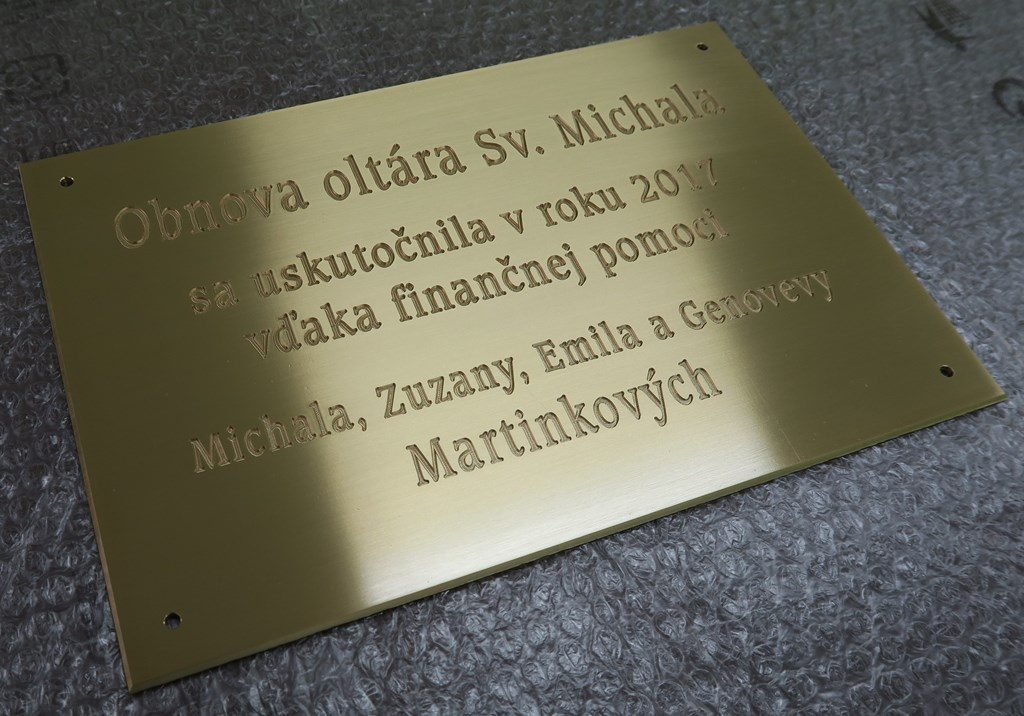 Obnova oltára Sv. Michala
sa uskutočnila v roku 2017
vďaka finančnej pomoci
Michala, Zuzany, Emila a Genovevy
Martinkových